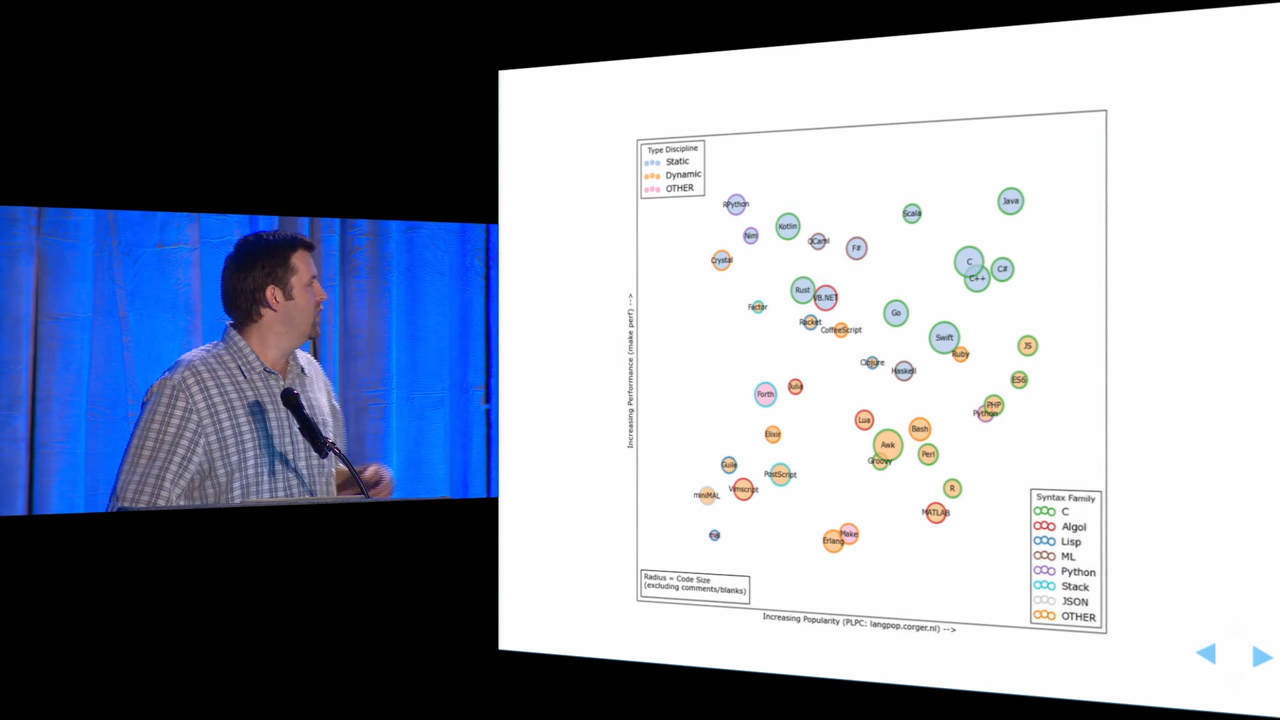 Type Discipline
Static
Dynamic
OTHER
RPython
Java
Scala
Kotlin
Nim
OCaml
F#
Crystal
C
C#
C++
Rust
VB.NET
Factor
Go
Racket
CoffeeScript
Swift
JS
Ruby
Clojure
Haskell
ES6
Julia
Forth
PHP
Python
Lua
Bash
Elixir
Awk
Perl
Groovy
Guile
PostScript
Vimscript
miniMAL
R
MATLAB
Make
Erlang
Hal
Increasing Performance (make perf) -->
Syntax Family
C
Algol
Lisp
ML
Python
Stack
JSON
OTHER
Radius = Code Size
(excluding comments/blanks)
Increasing Popularity (PLPC: langpop.corger.nl) -->